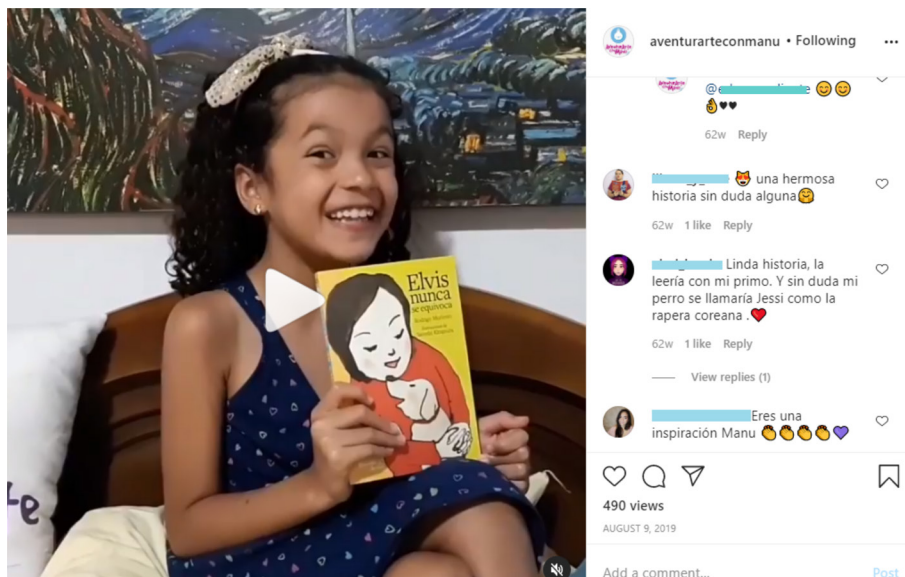 aventurarteconmanu • Following
62w Reply
😻 una hermosa
historia sin duda alguna🤗
62w 1 like Reply
Linda historia, la
leería con mi primo. Y sin duda mi
perro se llamaría Jessi como la
rapera coreana .❤️
62w 1 like Reply
View replies (1)
Eres una
inspiración Manu 👏👏👏👏💜
490 views
AUGUST 9, 2019
Add a comment...
Post
Elvis
nunca
se equivoca